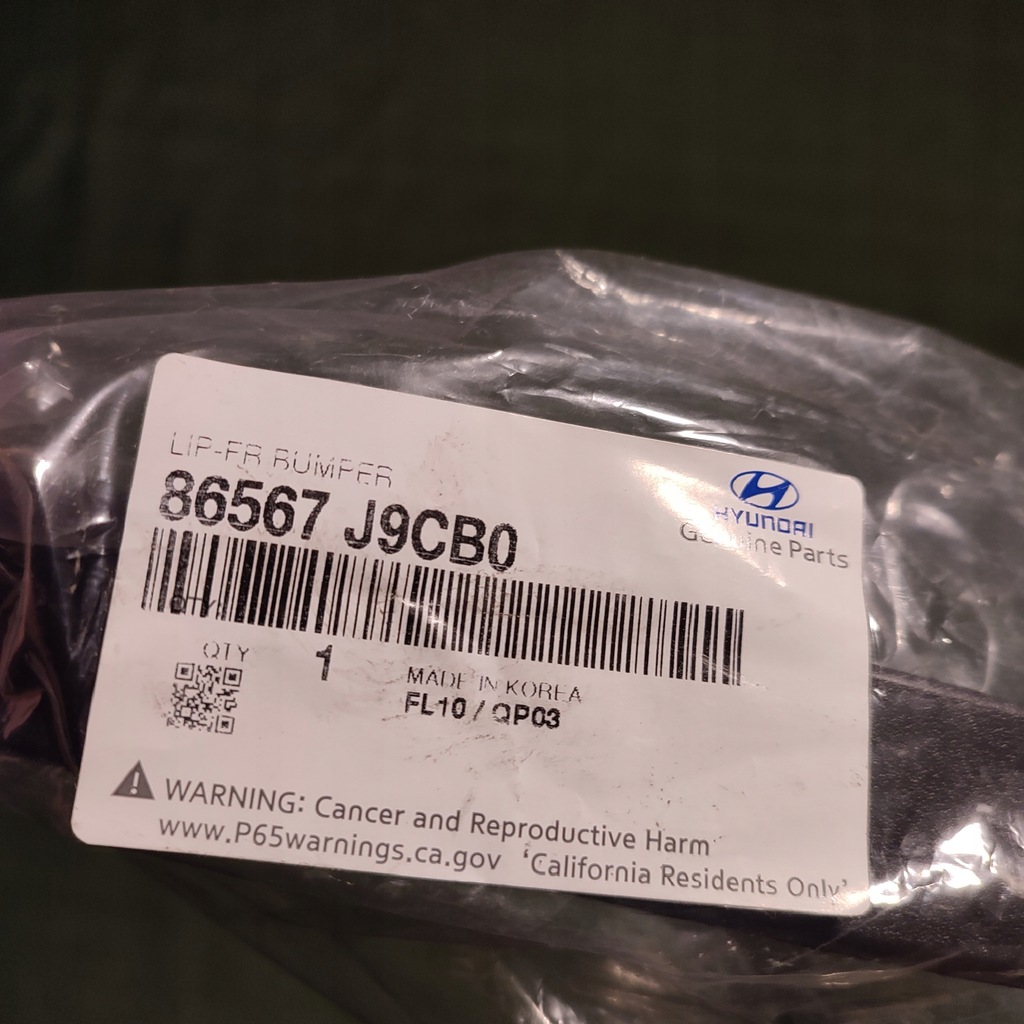 LIP-FR BUMPER
86567 J9CB0
HYUNDAI
Genuine Parts
QTY
QTY 1
MADE IN KOREA
FL10 / QP03
WARNING: Cancer and Reproductive Harm
www.P65warnings.ca.gov 'California Residents Only'